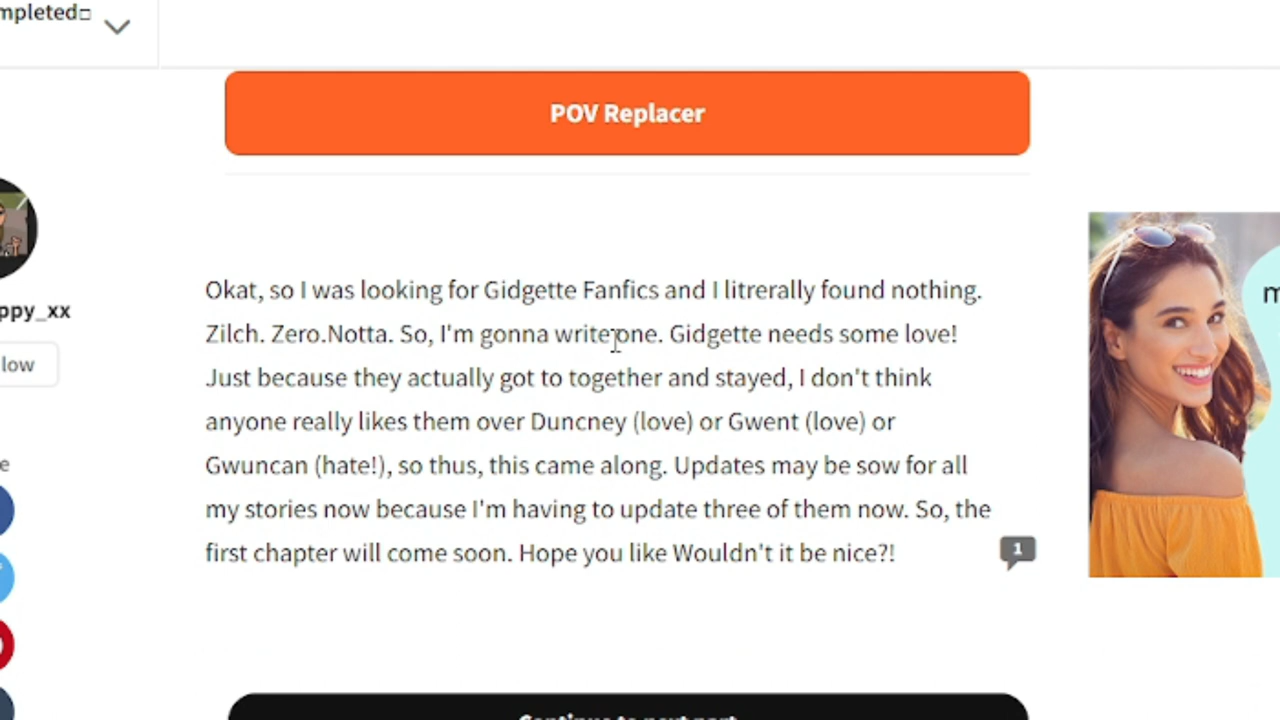 mpleted□
POV Replacer
Okat, so I was looking for Gidgette Fanfics and I litrerally found nothing.
Zilch. Zero.Notta. So, I'm gonna write one. Gidgette needs some love!
Just because they actually got to together and stayed, I don't think
anyone really likes them over Duncney (love) or Gwent (love) or
Gwuncan (hate!), so thus, this came along. Updates may be sow for all
my stories now because I'm having to update three of them now. So, the
first chapter will come soon. Hope you like Wouldn't it be nice?!
1
ppy_xx
low
e
m
Continue to next part